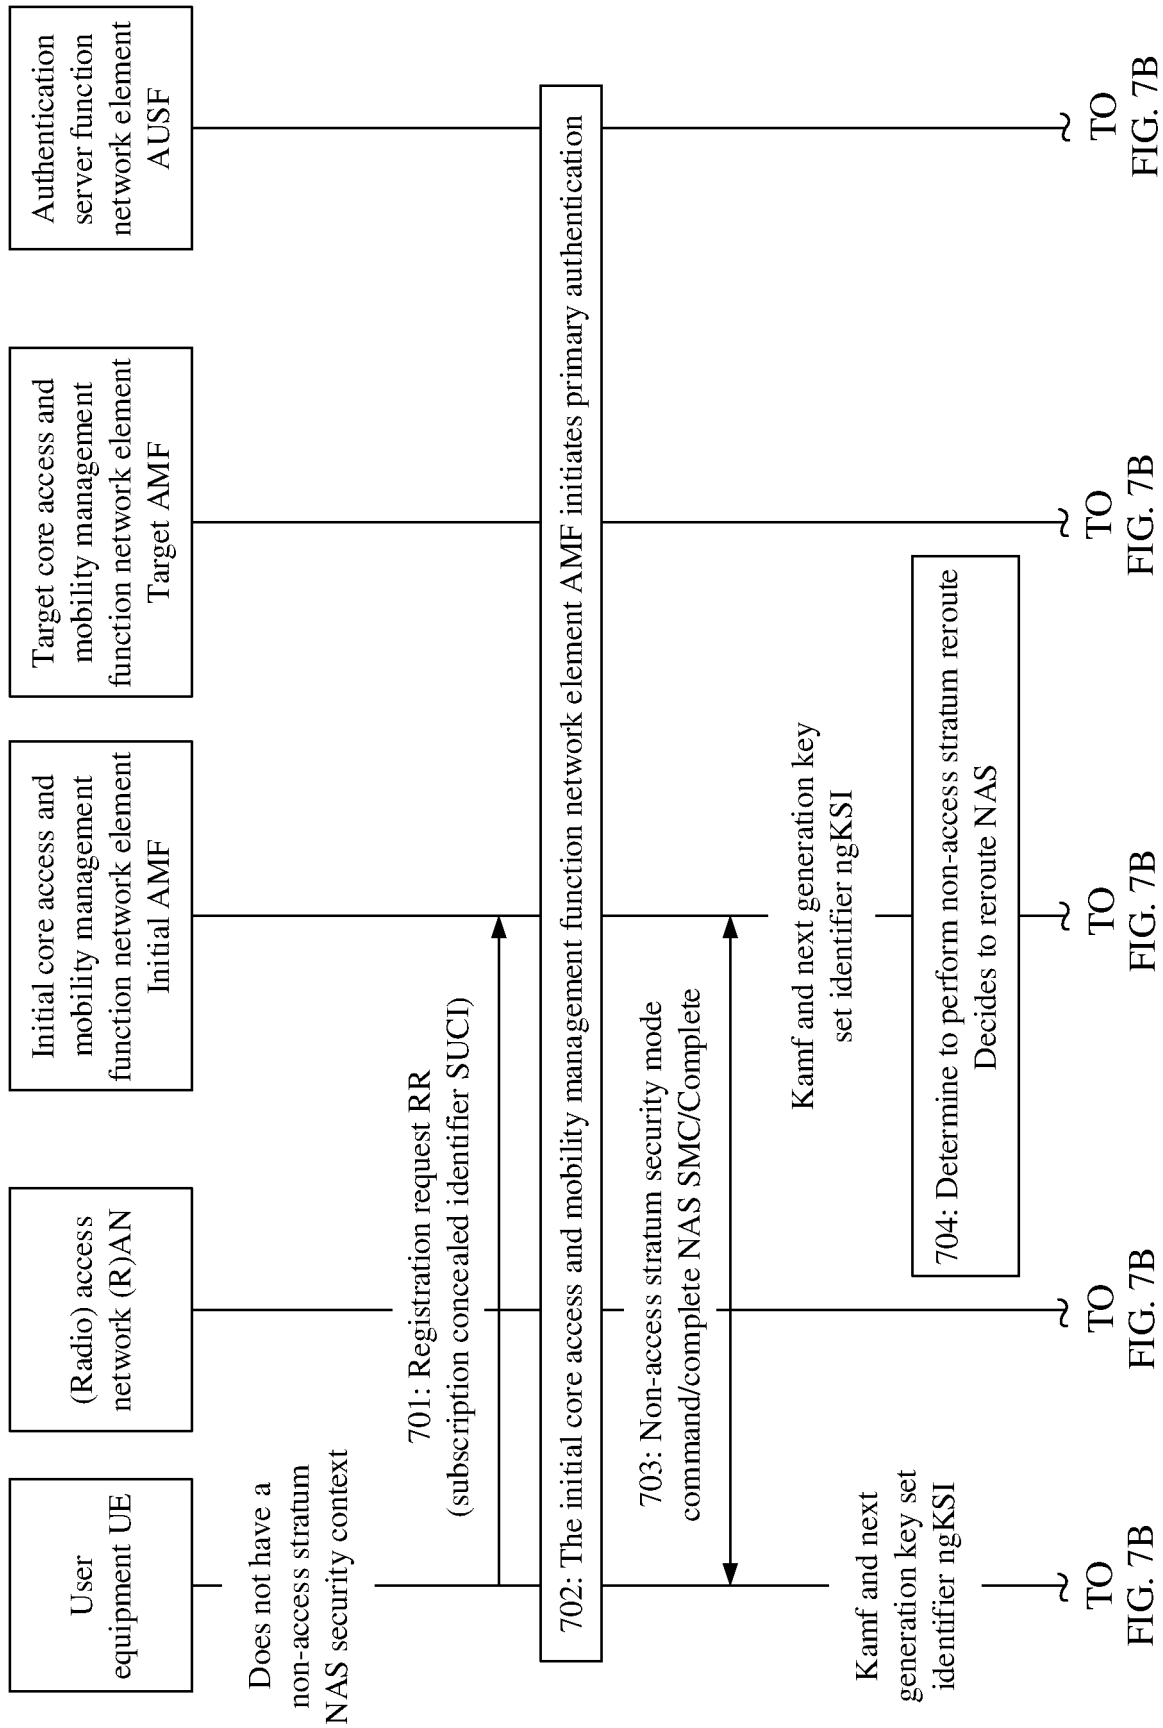 User
equipment UE
(Radio) access
network (R)AN
Initial core access and
mobility management
function network element
Initial AMF
Target core access and
mobility management
function network element
Target AMF
Authentication
server function
network element
AUSF
Does not have a
non-access stratum
NAS security context
701: Registration request RR
(subscription concealed identifier SUCI)
702: The initial core access and mobility management function network element AMF initiates primary authentication
703: Non-access stratum security mode
command/complete NAS SMC/Complete
Kamf and next
generation key set
identifier ngKSI
Kamf and next generation key
set identifier ngKSI
704: Determine to perform non-access stratum reroute
Decides to reroute NAS
TO
FIG. 7B
TO
FIG. 7B
TO
FIG. 7B
TO
FIG. 7B
TO
FIG. 7B